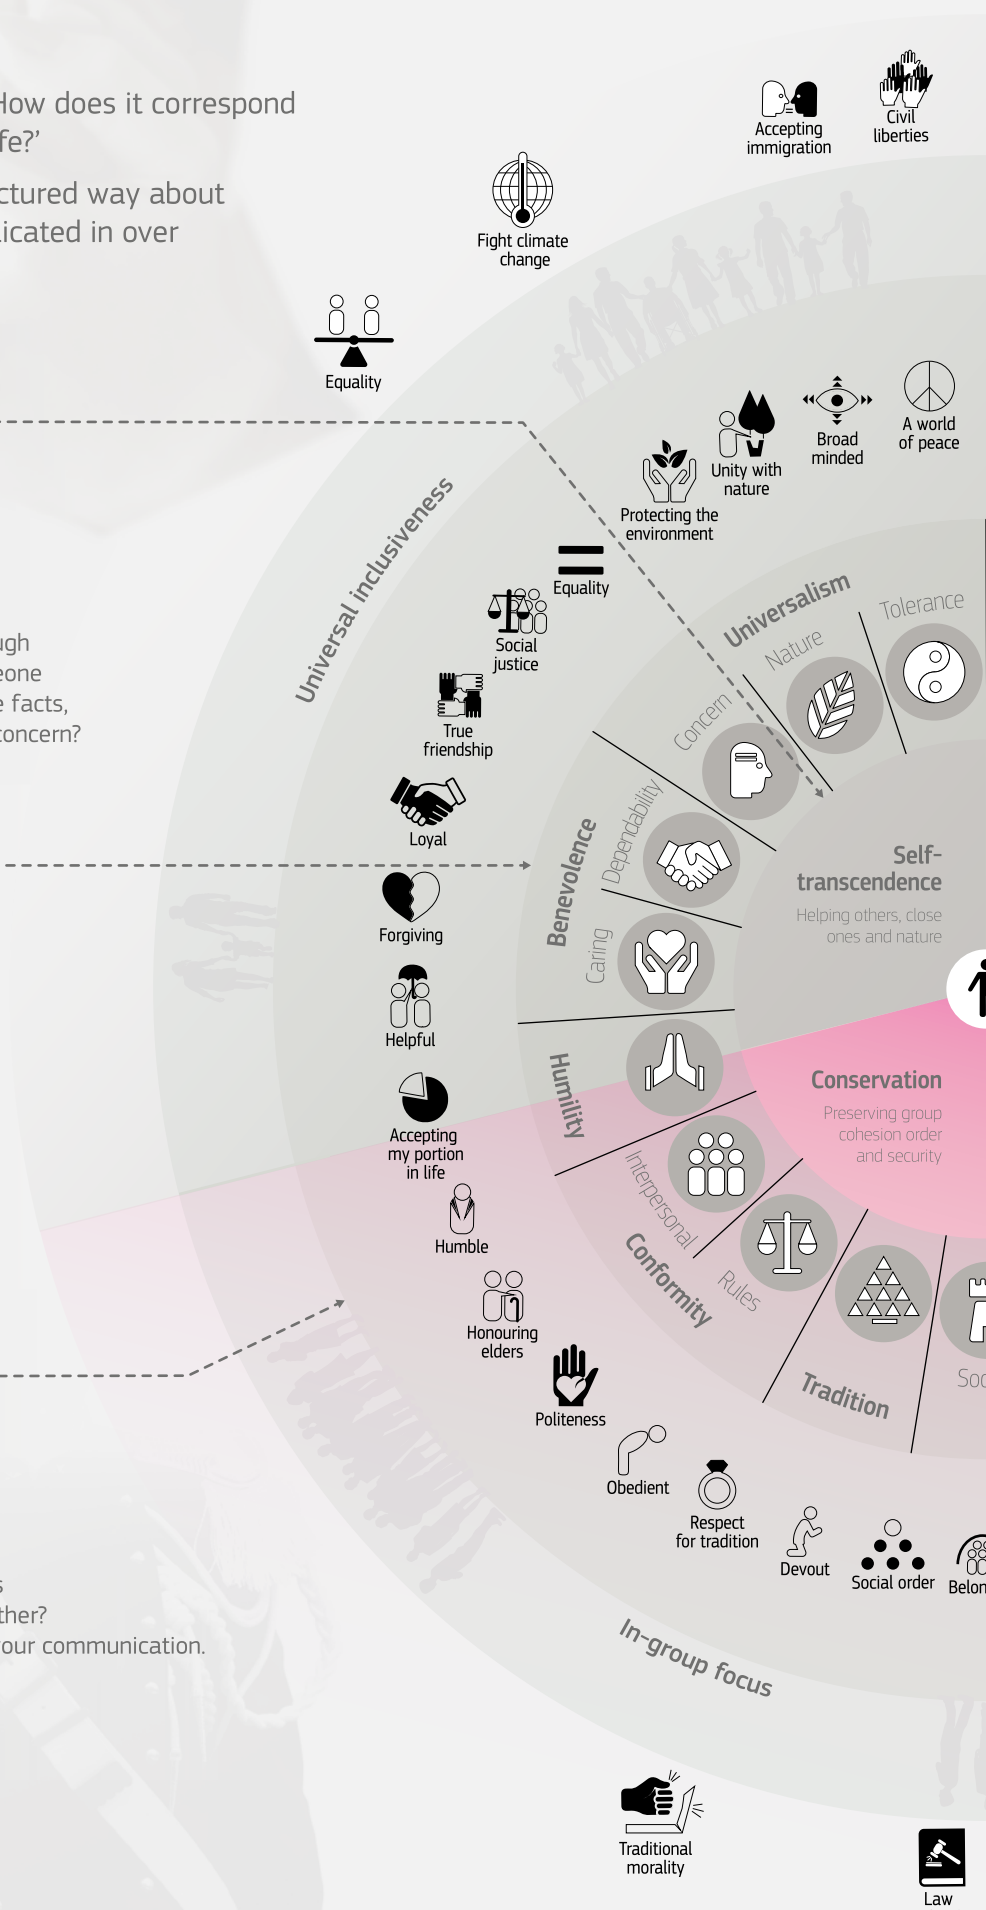 How does it correspond
fe?’
ctured way about
licated in over
Accepting
immigration
Civil
liberties
Fight climate
change
Equality
A world
of peace
Broad
minded
Unity with
nature
Protecting the
environment
Equality
Universal inclusiveness
Social
justice
Universalism
Tolerance
Nature
Concern
ugh
eone
e facts,
concern?
True
friendship
Loyal
Dependability
Benevolence
Self-
transcendence
Helping others, close
ones and nature
Forgiving
Caring
Helpful
Humility
Conservation
Preserving group
cohesion order
and security
Accepting
my portion
in life
Interpersonal
Humble
Conformity
Rules
Honouring
elders
Tradition
Soc
Politeness
Obedient
Respect
for tradition
Devout
Social order
Belon
s
ther?
your communication.
In-group focus
Traditional
morality
Law